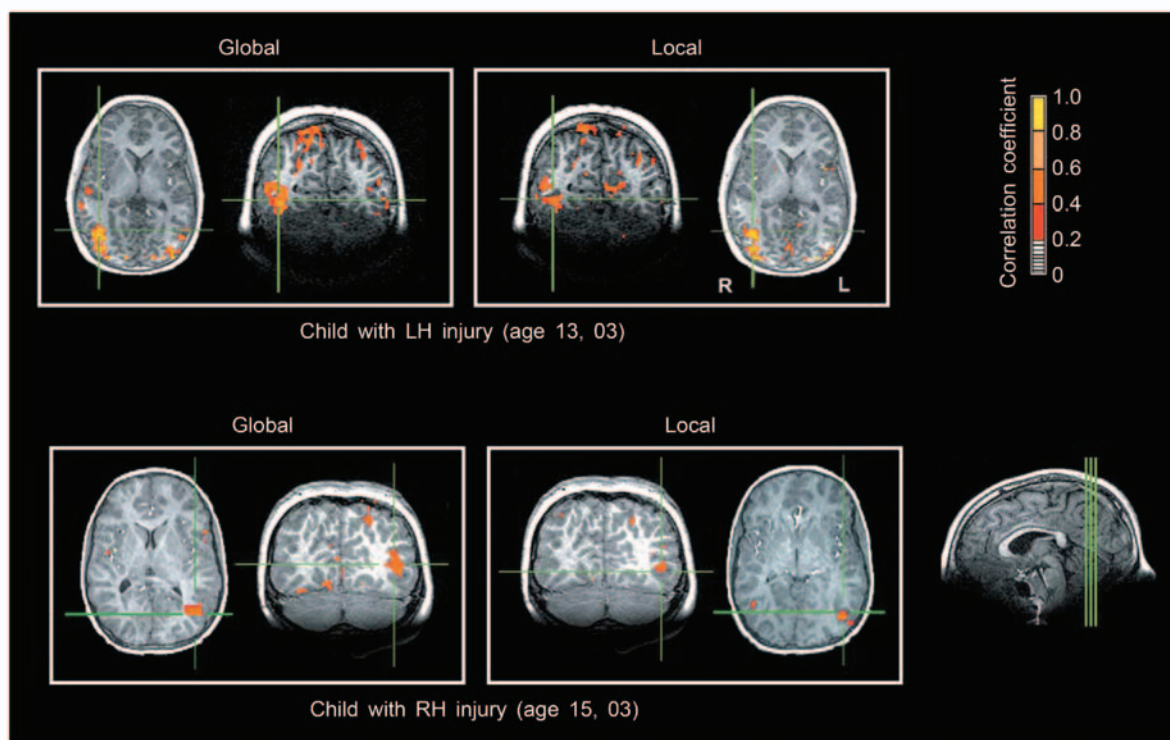 Global
Local
Correlation coefficient
1.0
0.8
0.6
0.4
0.2
0
R
L
Child with LH injury (age 13, 03)
Global
Local
Child with RH injury (age 15, 03)